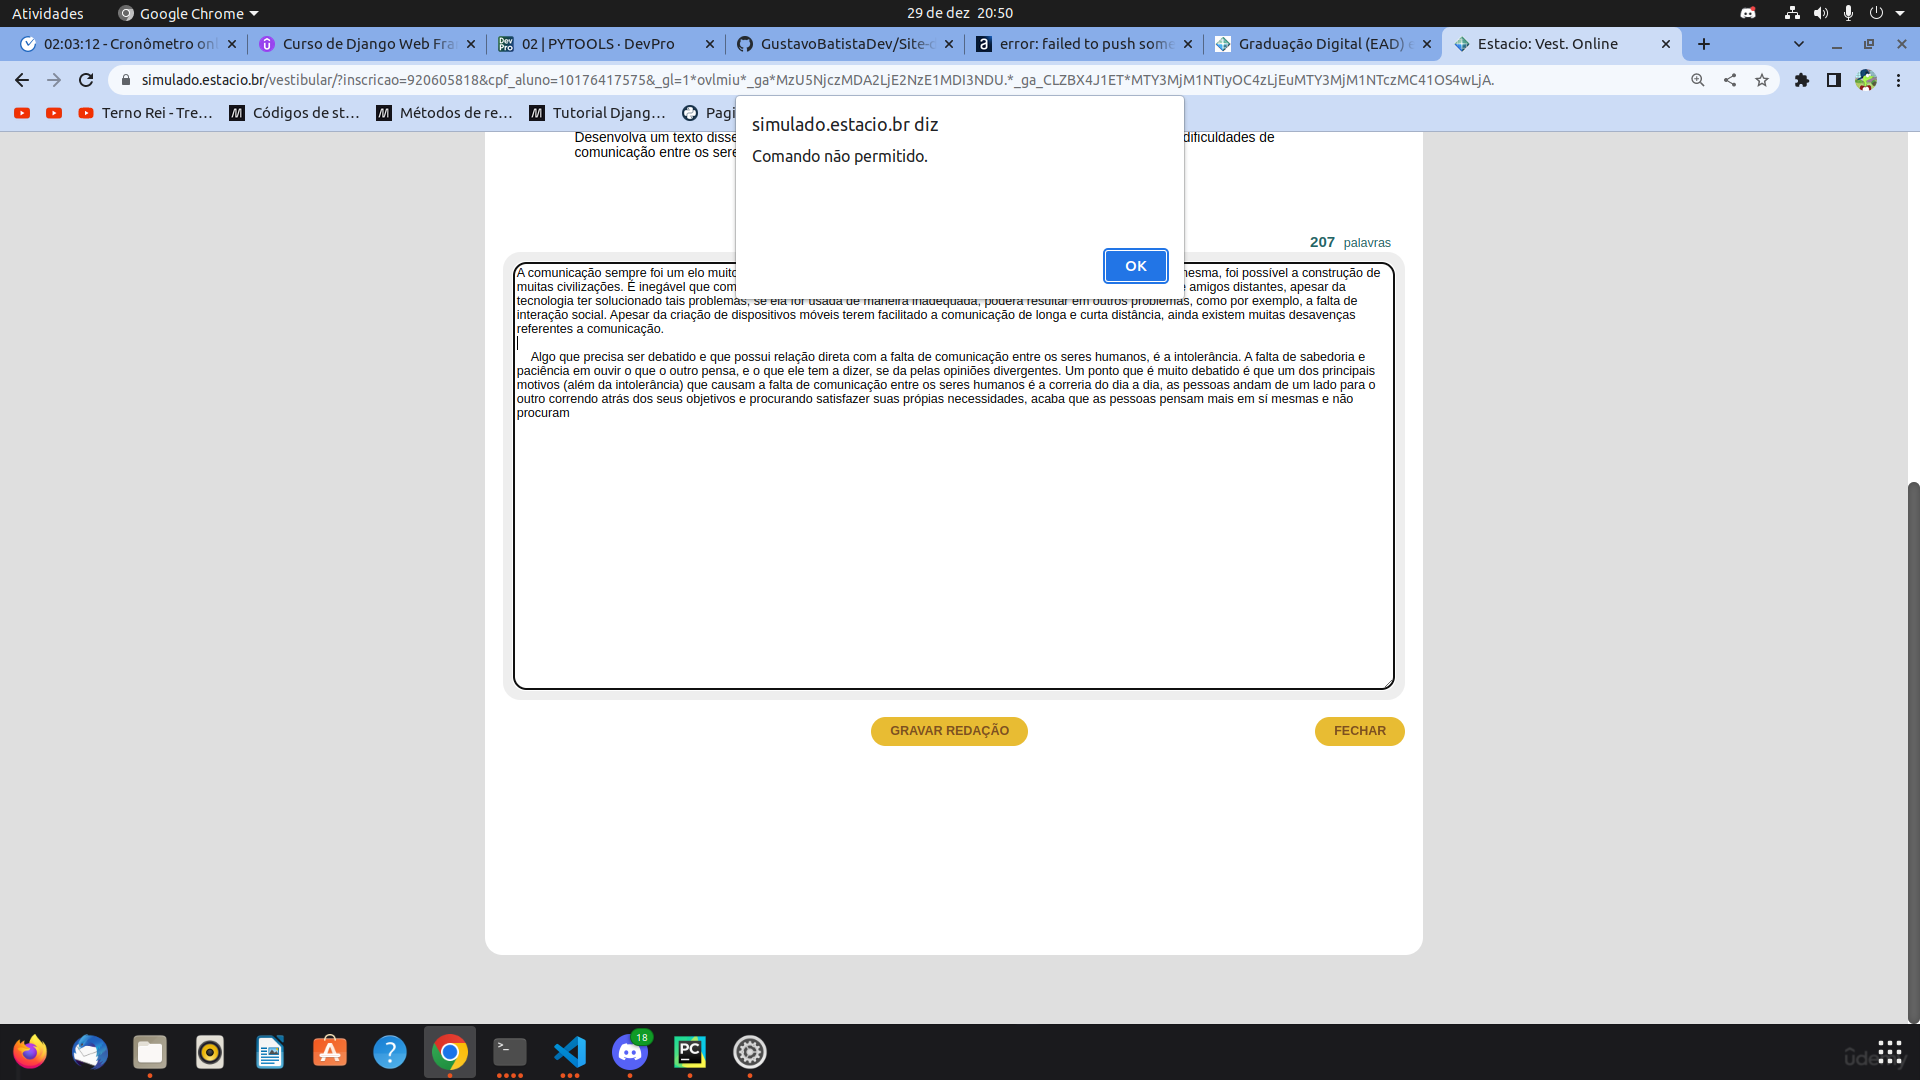 Atividades
Google Chrome
29 de dez 20:50
02:03:12 - Cronômetro onl
Curso de Django Web Fra
02 | PYTOOLS · DevPro
GustavoBatistaDev/Site-
error: failed to push some
Graduação Digital (EAD)
Estacio: Vest. Online
simulado.estacio.br/vestibular/?inscricao=920605818&cpf_aluno=10176417575&_gl=1*ovlmiu*_ga*MzU5NjczMDA2LjE2NzE1MDI3NDU.*_ga_CLZBX4J1ET*MTY3MjM1NTIyOC4zLjEuMTY3MjM1NTczMC41OS4wLjA.
Terno Rei - Tre...
Códigos de st...
Métodos de re...
Tutorial Djang...
Pagi
simulado.estacio.br diz
Comando não permitido.
OK
Desenvolva um texto disse dificuldades de
comunicação entre os ser
207 palavras
A comunicação sempre foi um elo muito mesma, foi possível a construção de
muitas civilizações. É inegável que com e amigos distantes, apesar da
tecnologia ter solucionado tais problemas, se ela for usada de maneira inadequada, poderá resultar em outros problemas, como por exemplo, a falta de
interação social. Apesar da criação de dispositivos móveis terem facilitado a comunicação de longa e curta distância, ainda existem muitas desavenças
referentes a comunicação.
Algo que precisa ser debatido e que possui relação direta com a falta de comunicação entre os seres humanos, é a intolerância. A falta de sabedoria e
paciência em ouvir o que o outro pensa, e o que ele tem a dizer, se da pelas opiniões divergentes. Um ponto que é muito debatido é que um dos principais
motivos (além da intolerância) que causam a falta de comunicação entre os seres humanos é a correria do dia a dia, as pessoas andam de um lado para o
outro correndo atrás dos seus objetivos e procurando satisfazer suas própias necessidades, acaba que as pessoas pensam mais em sí mesmas e não
procuram
GRAVAR REDAÇÃO
FECHAR
18
PC